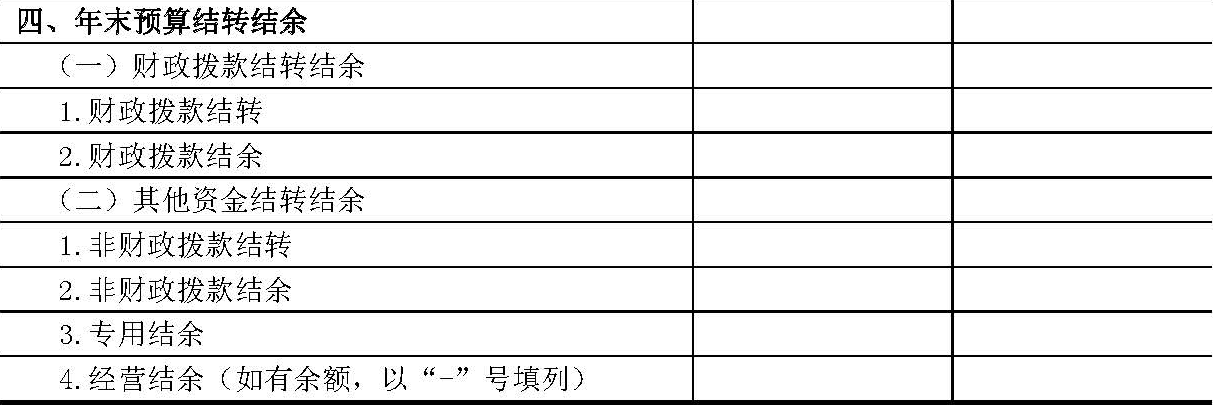 四、年末预算结转结余
（一）财政拨款结转结余
1.财政拨款结转
2.财政拨款结余
（二）其他资金结转结余
1.非财政拨款结转
2.非财政拨款结余
3.专用结余
4.经营结余（如有余额，以“-”号填列）